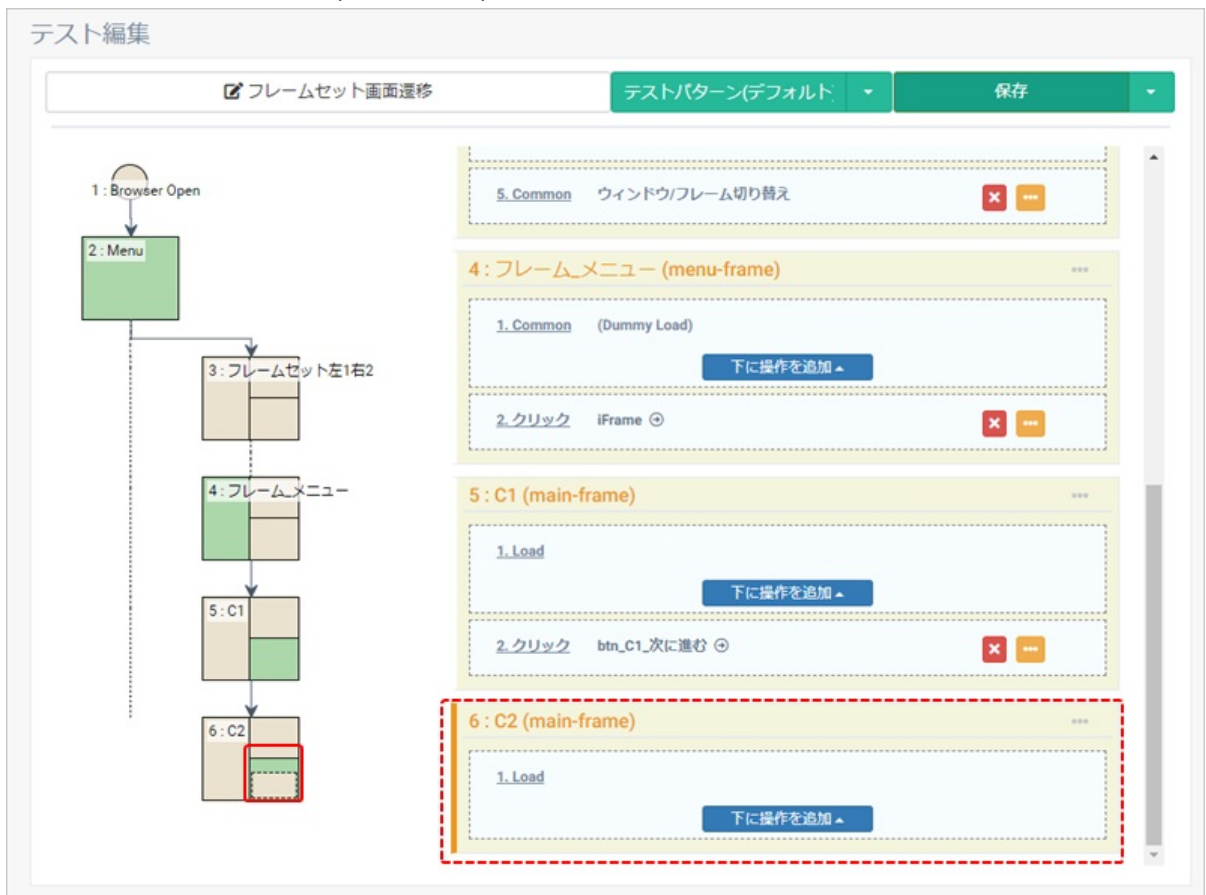 テスト編集
フレームセット画面遷移
テストパターン(デフォルト
保存
1 : Browser Open
2 : Menu
3 : フレームセット左1右2
4 : フレーム_メニュー
5 : C1
6 : C2
5. Common ウィンドウ/フレーム切り替え
4 : フレーム_メニュー (menu-frame)
1. Common (Dummy Load)
下に操作を追加
2. クリック iFrame
5 : C1 (main-frame)
1. Load
下に操作を追加
2. クリック btn_C1_次に進む
6 : C2 (main-frame)
1. Load
下に操作を追加